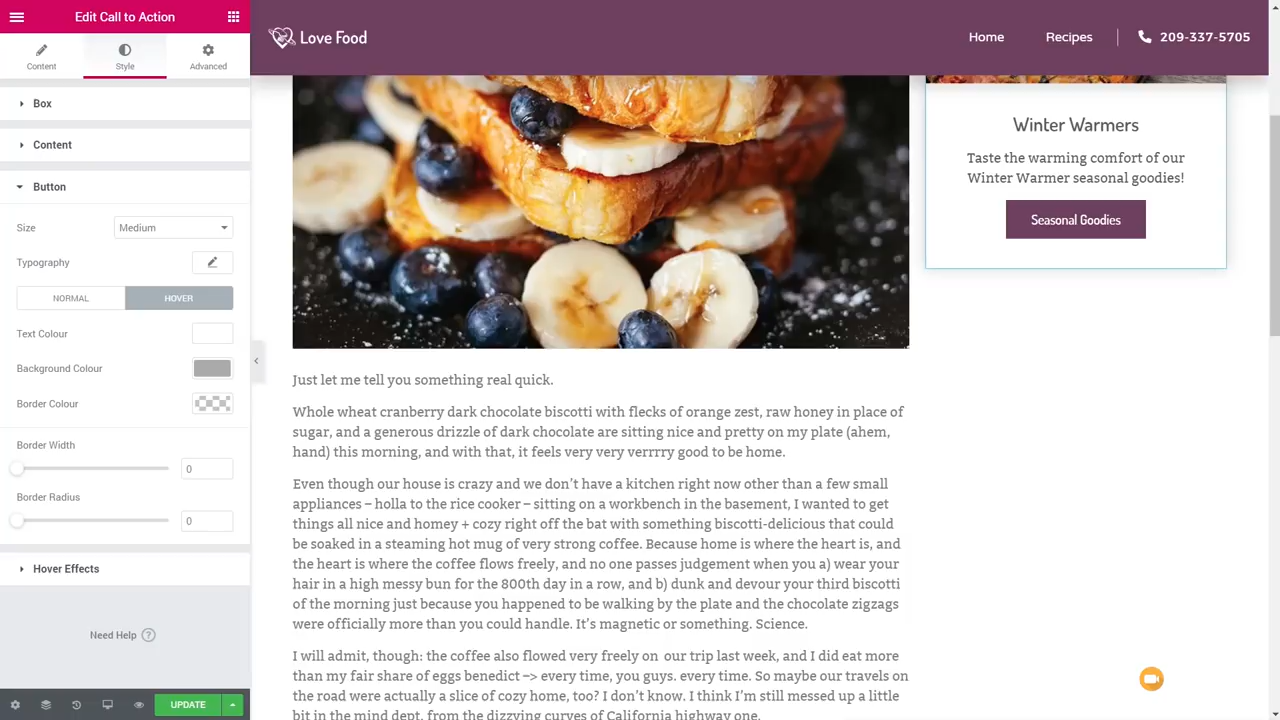 Edit Call to Action
Content
Style
Advanced
Box
Content
Button
Size
Medium
Typography
NORMAL
HOVER
Text Colour
Background Colour
Border Colour
Border Width
0
Border Radius
0
Hover Effects
Need Help ?
UPDATE
Love Food
Home
Recipes
209-337-5705
Winter Warmers
Taste the warming comfort of our
Winter Warmer seasonal goodies!
Seasonal Goodies
Just let me tell you something real quick.
Whole wheat cranberry dark chocolate biscotti with flecks of orange zest, raw honey in place of
sugar, and a generous drizzle of dark chocolate are sitting nice and pretty on my plate (ahem,
hand) this morning, and with that, it feels very very verrrry good to be home.
Even though our house is crazy and we don't have a kitchen right now other than a few small
appliances – holla to the rice cooker – sitting on a workbench in the basement, I wanted to get
things all nice and homey + cozy right off the bat with something biscotti-delicious that could
be soaked in a steaming hot mug of very strong coffee. Because home is where the heart is, and
the heart is where the coffee flows freely, and no one passes judgement when you a) wear your
hair in a high messy bun for the 800th day in a row, and b) dunk and devour your third biscotti
of the morning just because you happened to be walking by the plate and the chocolate zigzags
were officially more than you could handle. It's magnetic or something. Science.
I will admit, though: the coffee also flowed very freely on our trip last week, and I did eat more
than my fair share of eggs benedict –> every time, you guys. every time. So maybe our travels on
the road were actually a slice of cozy home, too? I don't know. I think I'm still messed up a little
bit in the mind dept. from the dizzying curves of California highway one.